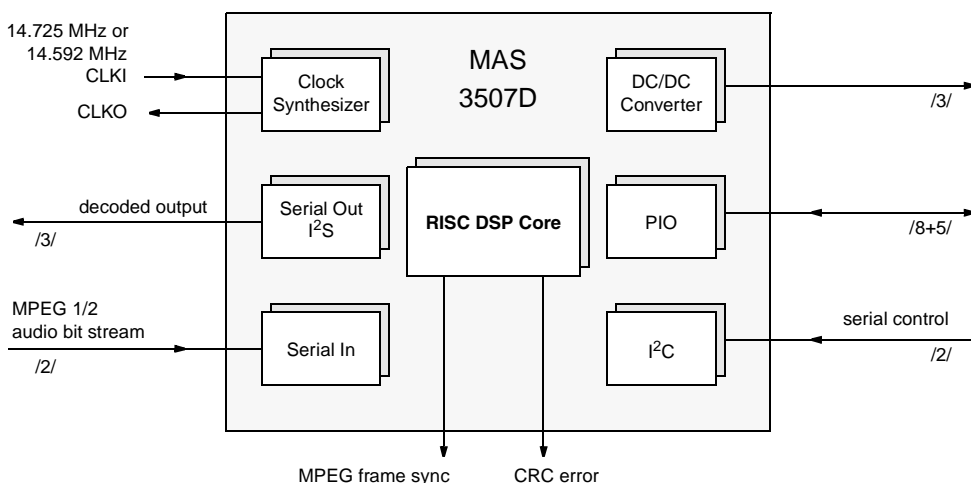 14.725 MHz or
14.592 MHz
CLKI
CLKO
Clock
Synthesizer
MAS
3507D
DC/DC
Converter
/3/
decoded output
/3/
Serial Out
I²S
RISC DSP Core
PIO
/8+5/
MPEG 1/2
audio bit stream
/2/
Serial In
I²C
serial control
/2/
MPEG frame sync
CRC error